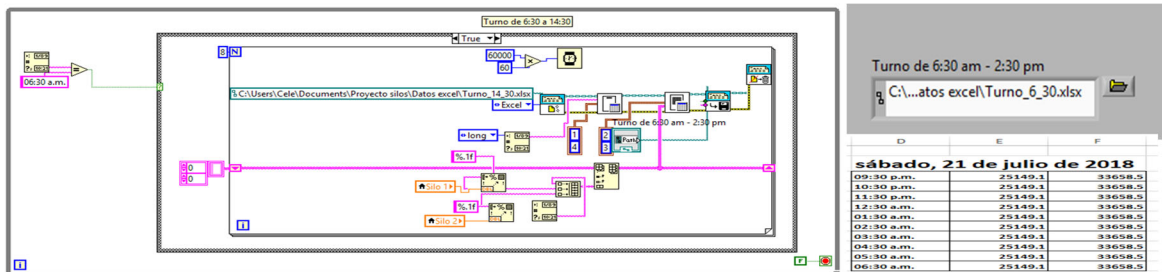 Turno de 6:30 a 14:30
True
8 N
60000
60
06:30 a.m.
C:\Users\Cele\Documents\Proyecto silos\Datos excel\Turno_14_30.xlsx
Excel
Turno de 6:30 am - 2:30 pm
long
1
4
2
3
Path
%.1f
0
0
Silo 1
%.1f
Silo 2
i
i
F
Turno de 6:30 am - 2:30 pm
C:\...atos excel\Turno_6_30.xlsx
D E F
sábado, 21 de julio de 2018
09:30 p.m. 25149.1 33658.5
10:30 p.m. 25149.1 33658.5
11:30 p.m. 25149.1 33658.5
12:30 a.m. 25149.1 33658.5
01:30 a.m. 25149.1 33658.5
02:30 a.m. 25149.1 33658.5
03:30 a.m. 25149.1 33658.5
04:30 a.m. 25149.1 33658.5
05:30 a.m. 25149.1 33658.5
06:30 a.m. 25149.1 33658.5